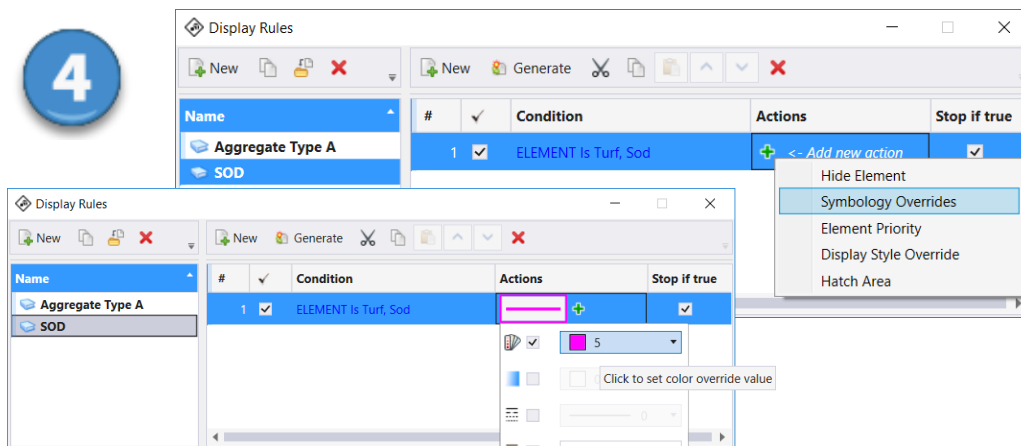 4
Display Rules
New
New Generate
Name
# Condition Actions Stop if true
Aggregate Type A
1 ELEMENT Is Turf, Sod <- Add new action
SOD
Hide Element
Symbology Overrides
Element Priority
Display Style Override
Hatch Area
Display Rules
New
New Generate
Name
# Condition Actions Stop if true
Aggregate Type A
1 ELEMENT Is Turf, Sod
SOD
5
Click to set color override value
0